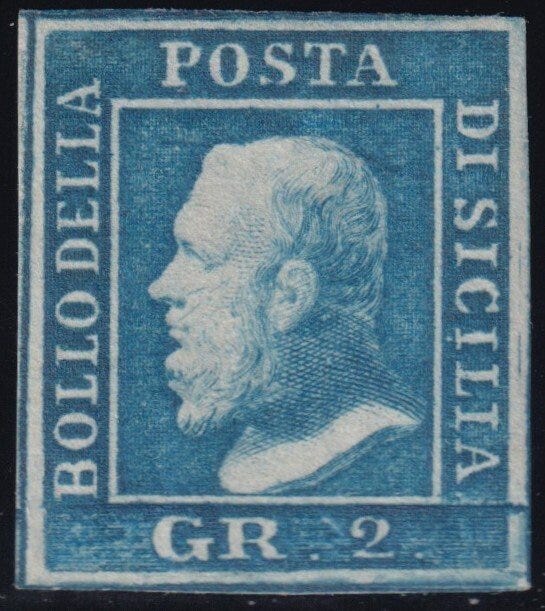 BOLLO DELLA
POSTA
DI SICILIA
GR. 2.